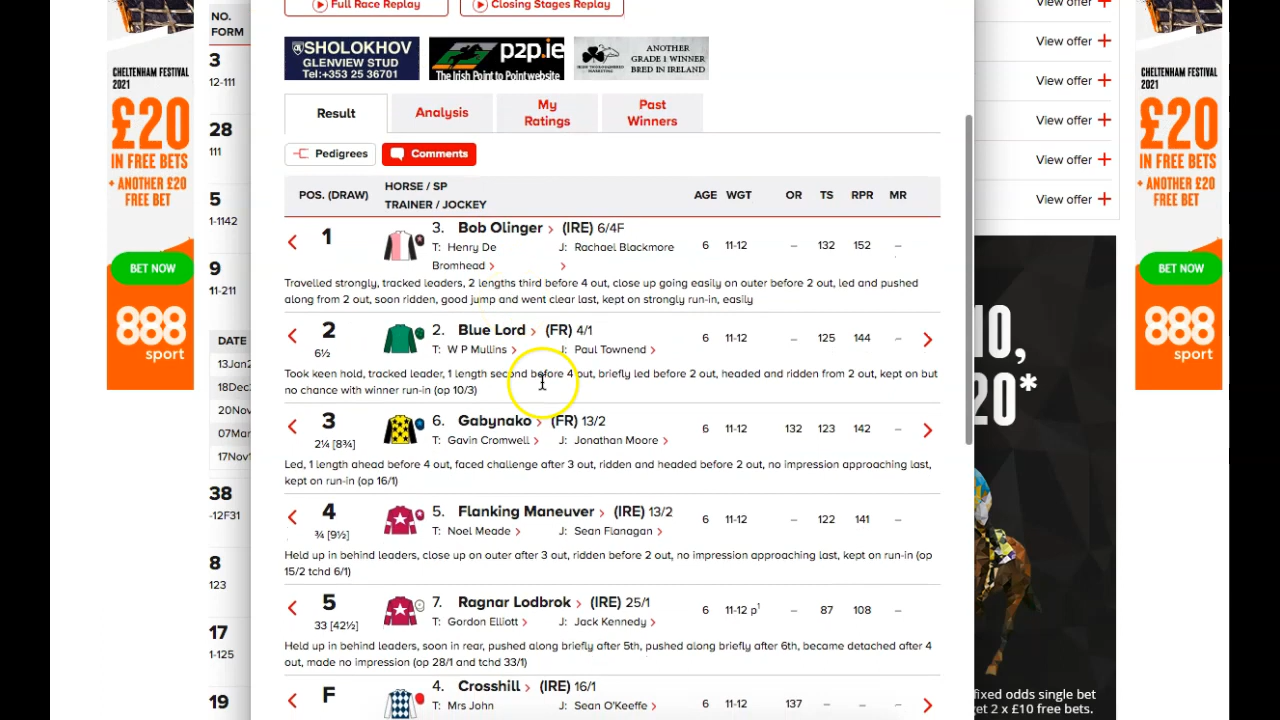 Full Race Replay
Closing Stages Replay
View offer
NO.
FORM
3
12-111
28
111
5
1-1142
9
11-211
DATE
13Jan2
18Dec3
20Nov
07Mar
17Nov1
38
-12F31
8
123
17
1-125
19
CHELTENHAM FESTIVAL
2021
£20
IN FREE BETS
+ ANOTHER £20
FREE BET
BET NOW
888
sport
SHOLOKHOV
GLENVIEW STUD
Tel:+353 25 36701
p2p.ie
The Irish Point to Point website
ANOTHER
GRADE 1 WINNER
BRED IN IRELAND
Result
Analysis
My
Ratings
Past
Winners
Pedigrees
Comments
POS. (DRAW)
HORSE / SP
TRAINER / JOCKEY
AGE WGT OR TS RPR MR
1
3. Bob Olinger (IRE) 6/4F
T: Henry De Bromhead
J: Rachael Blackmore
6 11-12 – 132 152 –
Travelled strongly, tracked leaders, 2 lengths third before 4 out, close up going easily on outer before 2 out, led and pushed
along from 2 out, soon ridden, good jump and went clear last, kept on strongly run-in, easily
2
6½
2. Blue Lord (FR) 4/1
T: W P Mullins J: Paul Townend
6 11-12 – 125 144 –
Took keen hold, tracked leader, 1 length second before 4 out, briefly led before 2 out, headed and ridden from 2 out, kept on but
no chance with winner run-in (op 10/3)
3
2¼ [8¾]
6. Gabynako (FR) 13/2
T: Gavin Cromwell J: Jonathan Moore
6 11-12 132 123 142 –
Led, 1 length ahead before 4 out, faced challenge after 3 out, ridden and headed before 2 out, no impression approaching last,
kept on run-in (op 16/1)
4
¾ [9½]
5. Flanking Maneuver (IRE) 13/2
T: Noel Meade J: Sean Flanagan
6 11-12 – 122 141 –
Held up in behind leaders, close up on outer after 3 out, ridden before 2 out, no impression approaching last, kept on run-in (op
15/2 tchd 6/1)
5
33 [42½]
7. Ragnar Lodbrok (IRE) 25/1
T: Gordon Elliott J: Jack Kennedy
6 11-12 p1 – 87 108 –
Held up in behind leaders, soon in rear, pushed along briefly after 5th, pushed along briefly after 6th, became detached after 4
out, made no impression (op 28/1 and tchd 33/1)
F
4. Crosshill (IRE) 16/1
T: Mrs John J: Sean O'Keeffe
6 11-12 137 – – –
View offer
View offer
View offer
View offer
View offer
CHELTENHAM FESTIVAL
2021
£20
IN FREE BETS
+ ANOTHER £20
FREE BET
BET NOW
888
sport
10,
20*
fixed odds single bet
et 2 x £10 free bets.